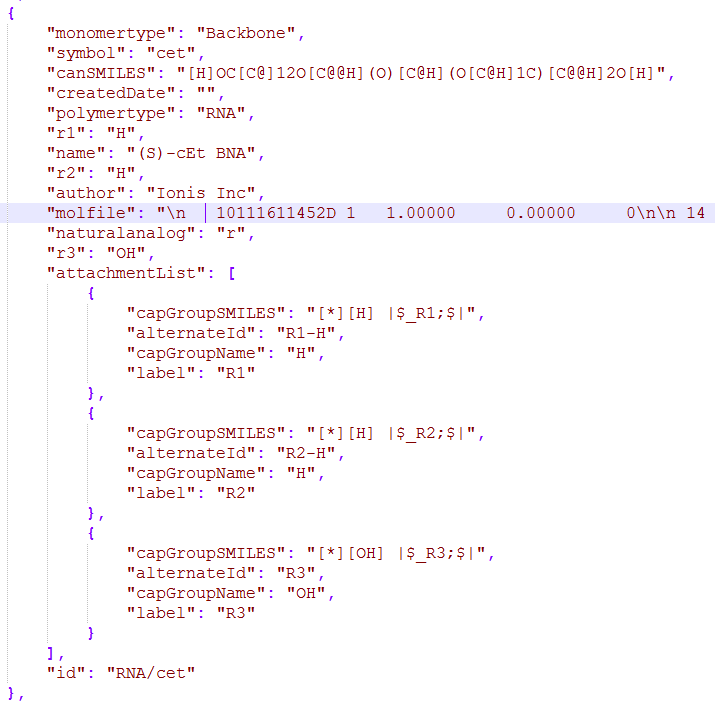 {
"monomertype": "Backbone",
"symbol": "cet",
"canSMILES": "[H]OC[C@]12O[C@@H](O)[C@H](O[C@H]1C)[C@@H]2O[H]",
"createdDate": "",
"polymertype": "RNA",
"r1": "H",
"name": "(S)-cEt BNA",
"r2": "H",
"author": "Ionis Inc",
"molfile": "\n   10111611452D 1   1.00000     0.00000     0\n\n 14
"naturalanalog": "r",
"r3": "OH",
"attachmentList": [
{
"capGroupSMILES": "[*][H] |$_R1;$|",
"alternateId": "R1-H",
"capGroupName": "H",
"label": "R1"
},
{
"capGroupSMILES": "[*][H] |$_R2;$|",
"alternateId": "R2-H",
"capGroupName": "H",
"label": "R2"
},
{
"capGroupSMILES": "[*][OH] |$_R3;$|",
"alternateId": "R3",
"capGroupName": "OH",
"label": "R3"
}
],
"id": "RNA/cet"
},